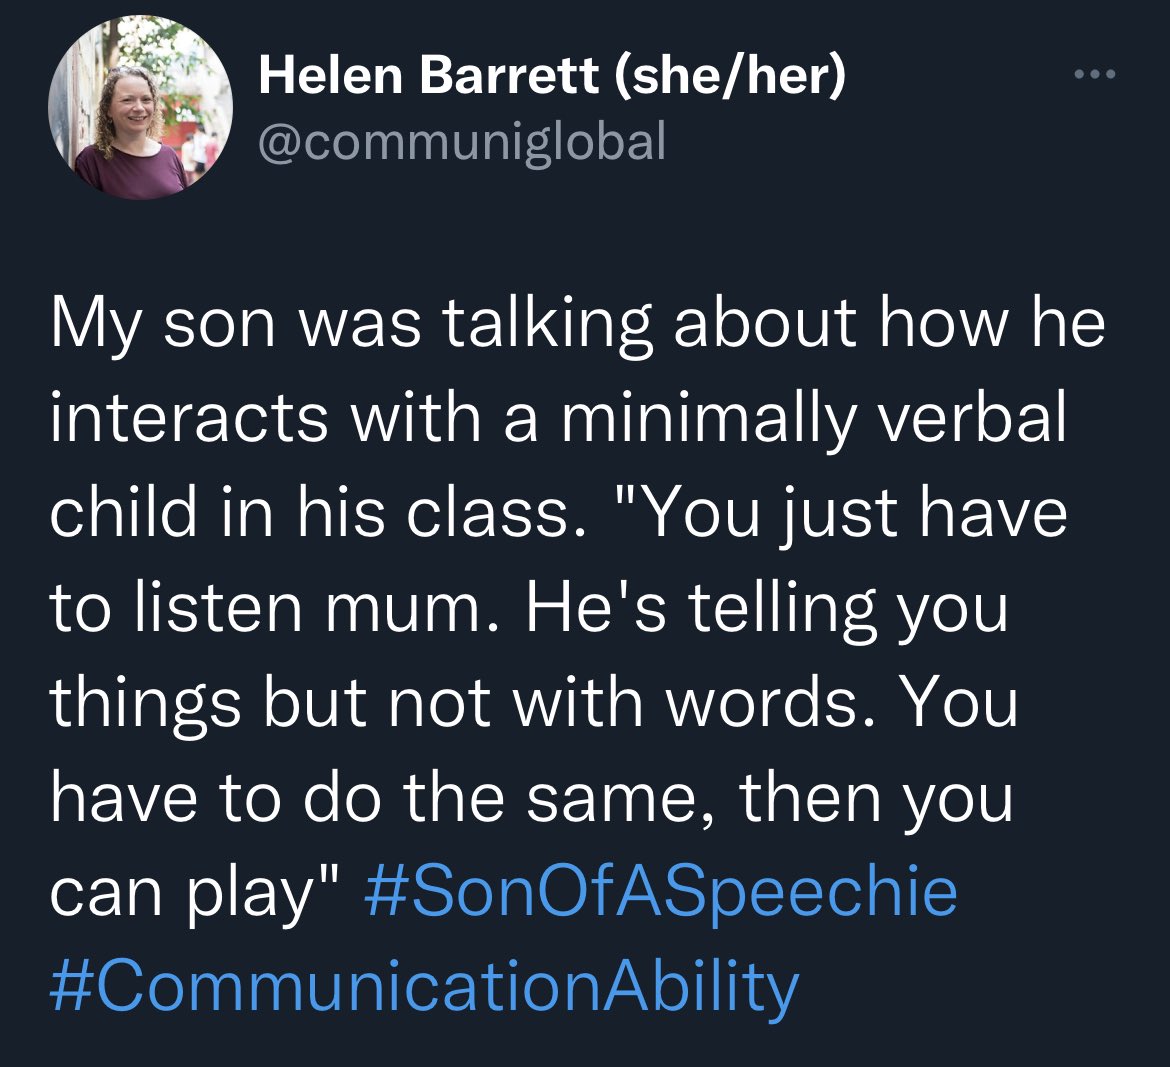 Helen Barrett (she/her)
@communiglobal
My son was talking about how he
interacts with a minimally verbal
child in his class. "You just have
to listen mum. He's telling you
things but not with words. You
have to do the same, then you
can play" #SonOfASpeechie
#CommunicationAbility